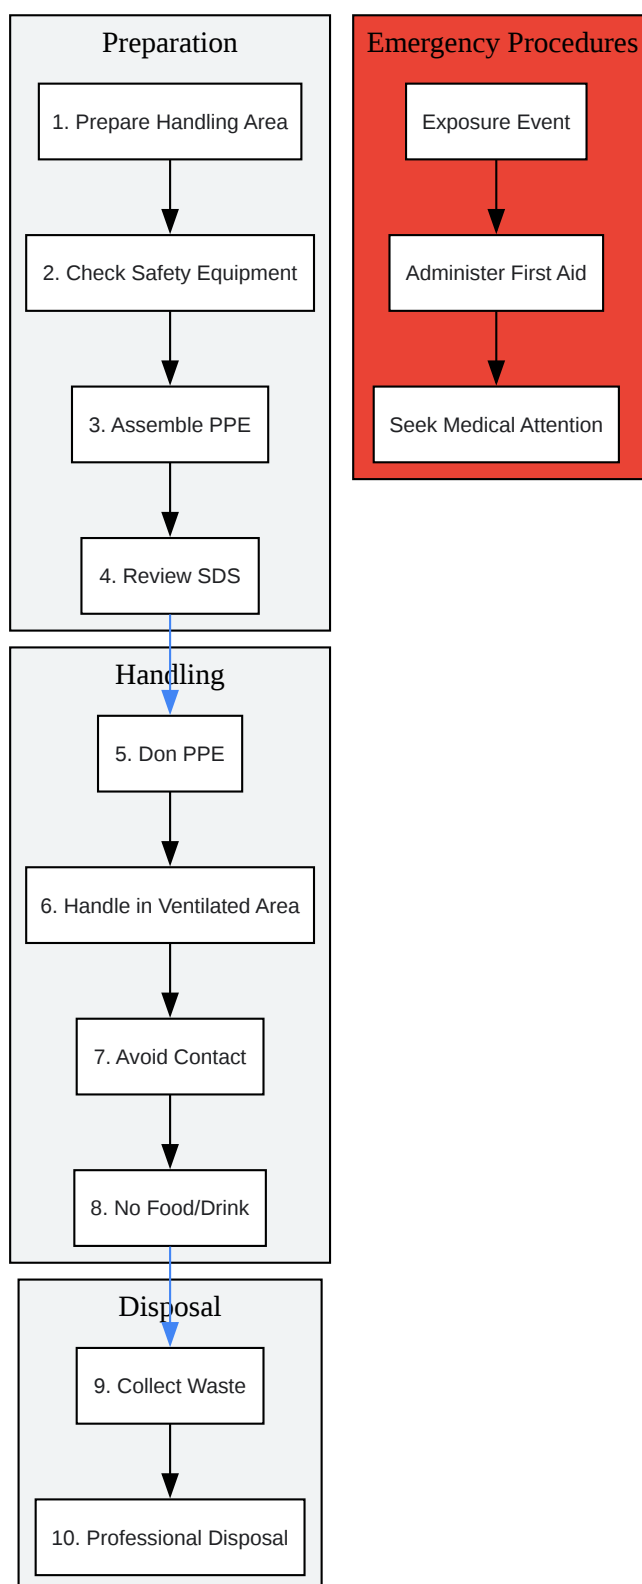 Preparation
1. Prepare Handling Area
2. Check Safety Equipment
3. Assemble PPE
4. Review SDS
Handling
5. Don PPE
6. Handle in Ventilated Area
7. Avoid Contact
8. No Food/Drink
Disposal
9. Collect Waste
10. Professional Disposal
Emergency Procedures
Exposure Event
Administer First Aid
Seek Medical Attention